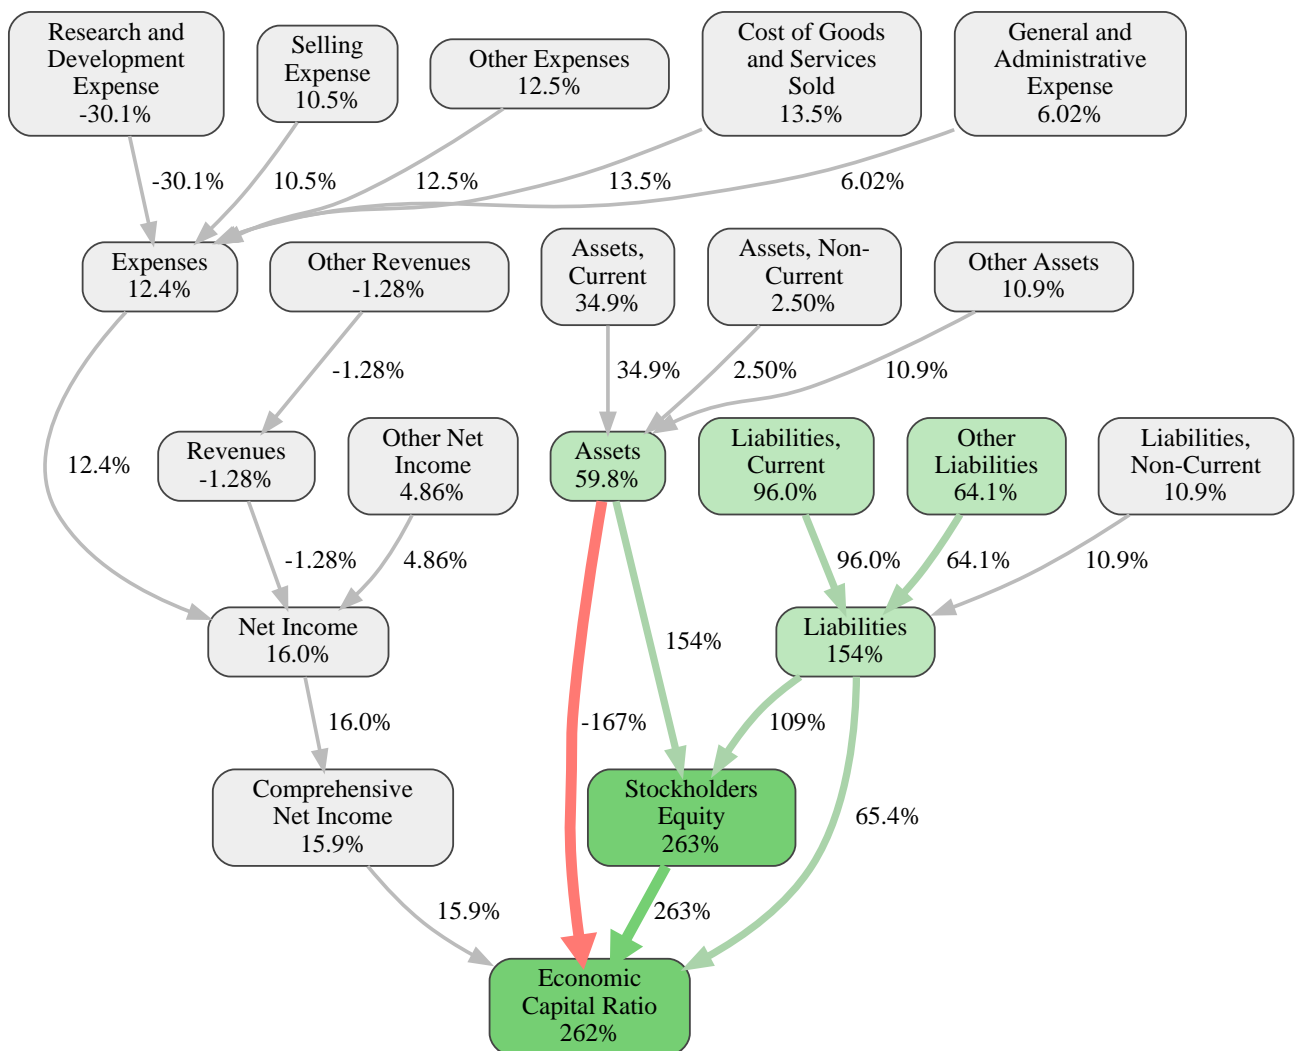 Research and
Development
Expense
-30.1%
Selling
Expense
10.5%
Other Expenses
12.5%
Cost of Goods
and Services
Sold
13.5%
General and
Administrative
Expense
6.02%
-30.1%
10.5%
12.5%
13.5%
6.02%
Expenses
12.4%
Other Revenues
-1.28%
Assets,
Current
34.9%
Assets, Non-
Current
2.50%
Other Assets
10.9%
-1.28%
34.9%
2.50%
10.9%
12.4%
Revenues
-1.28%
Other Net
Income
4.86%
Assets
59.8%
Liabilities,
Current
96.0%
Other
Liabilities
64.1%
Liabilities,
Non-Current
10.9%
-1.28%
4.86%
96.0%
64.1%
10.9%
Net Income
16.0%
154%
Liabilities
154%
16.0%
-167%
109%
Comprehensive
Net Income
15.9%
Stockholders
Equity
263%
65.4%
15.9%
263%
Economic
Capital Ratio
262%